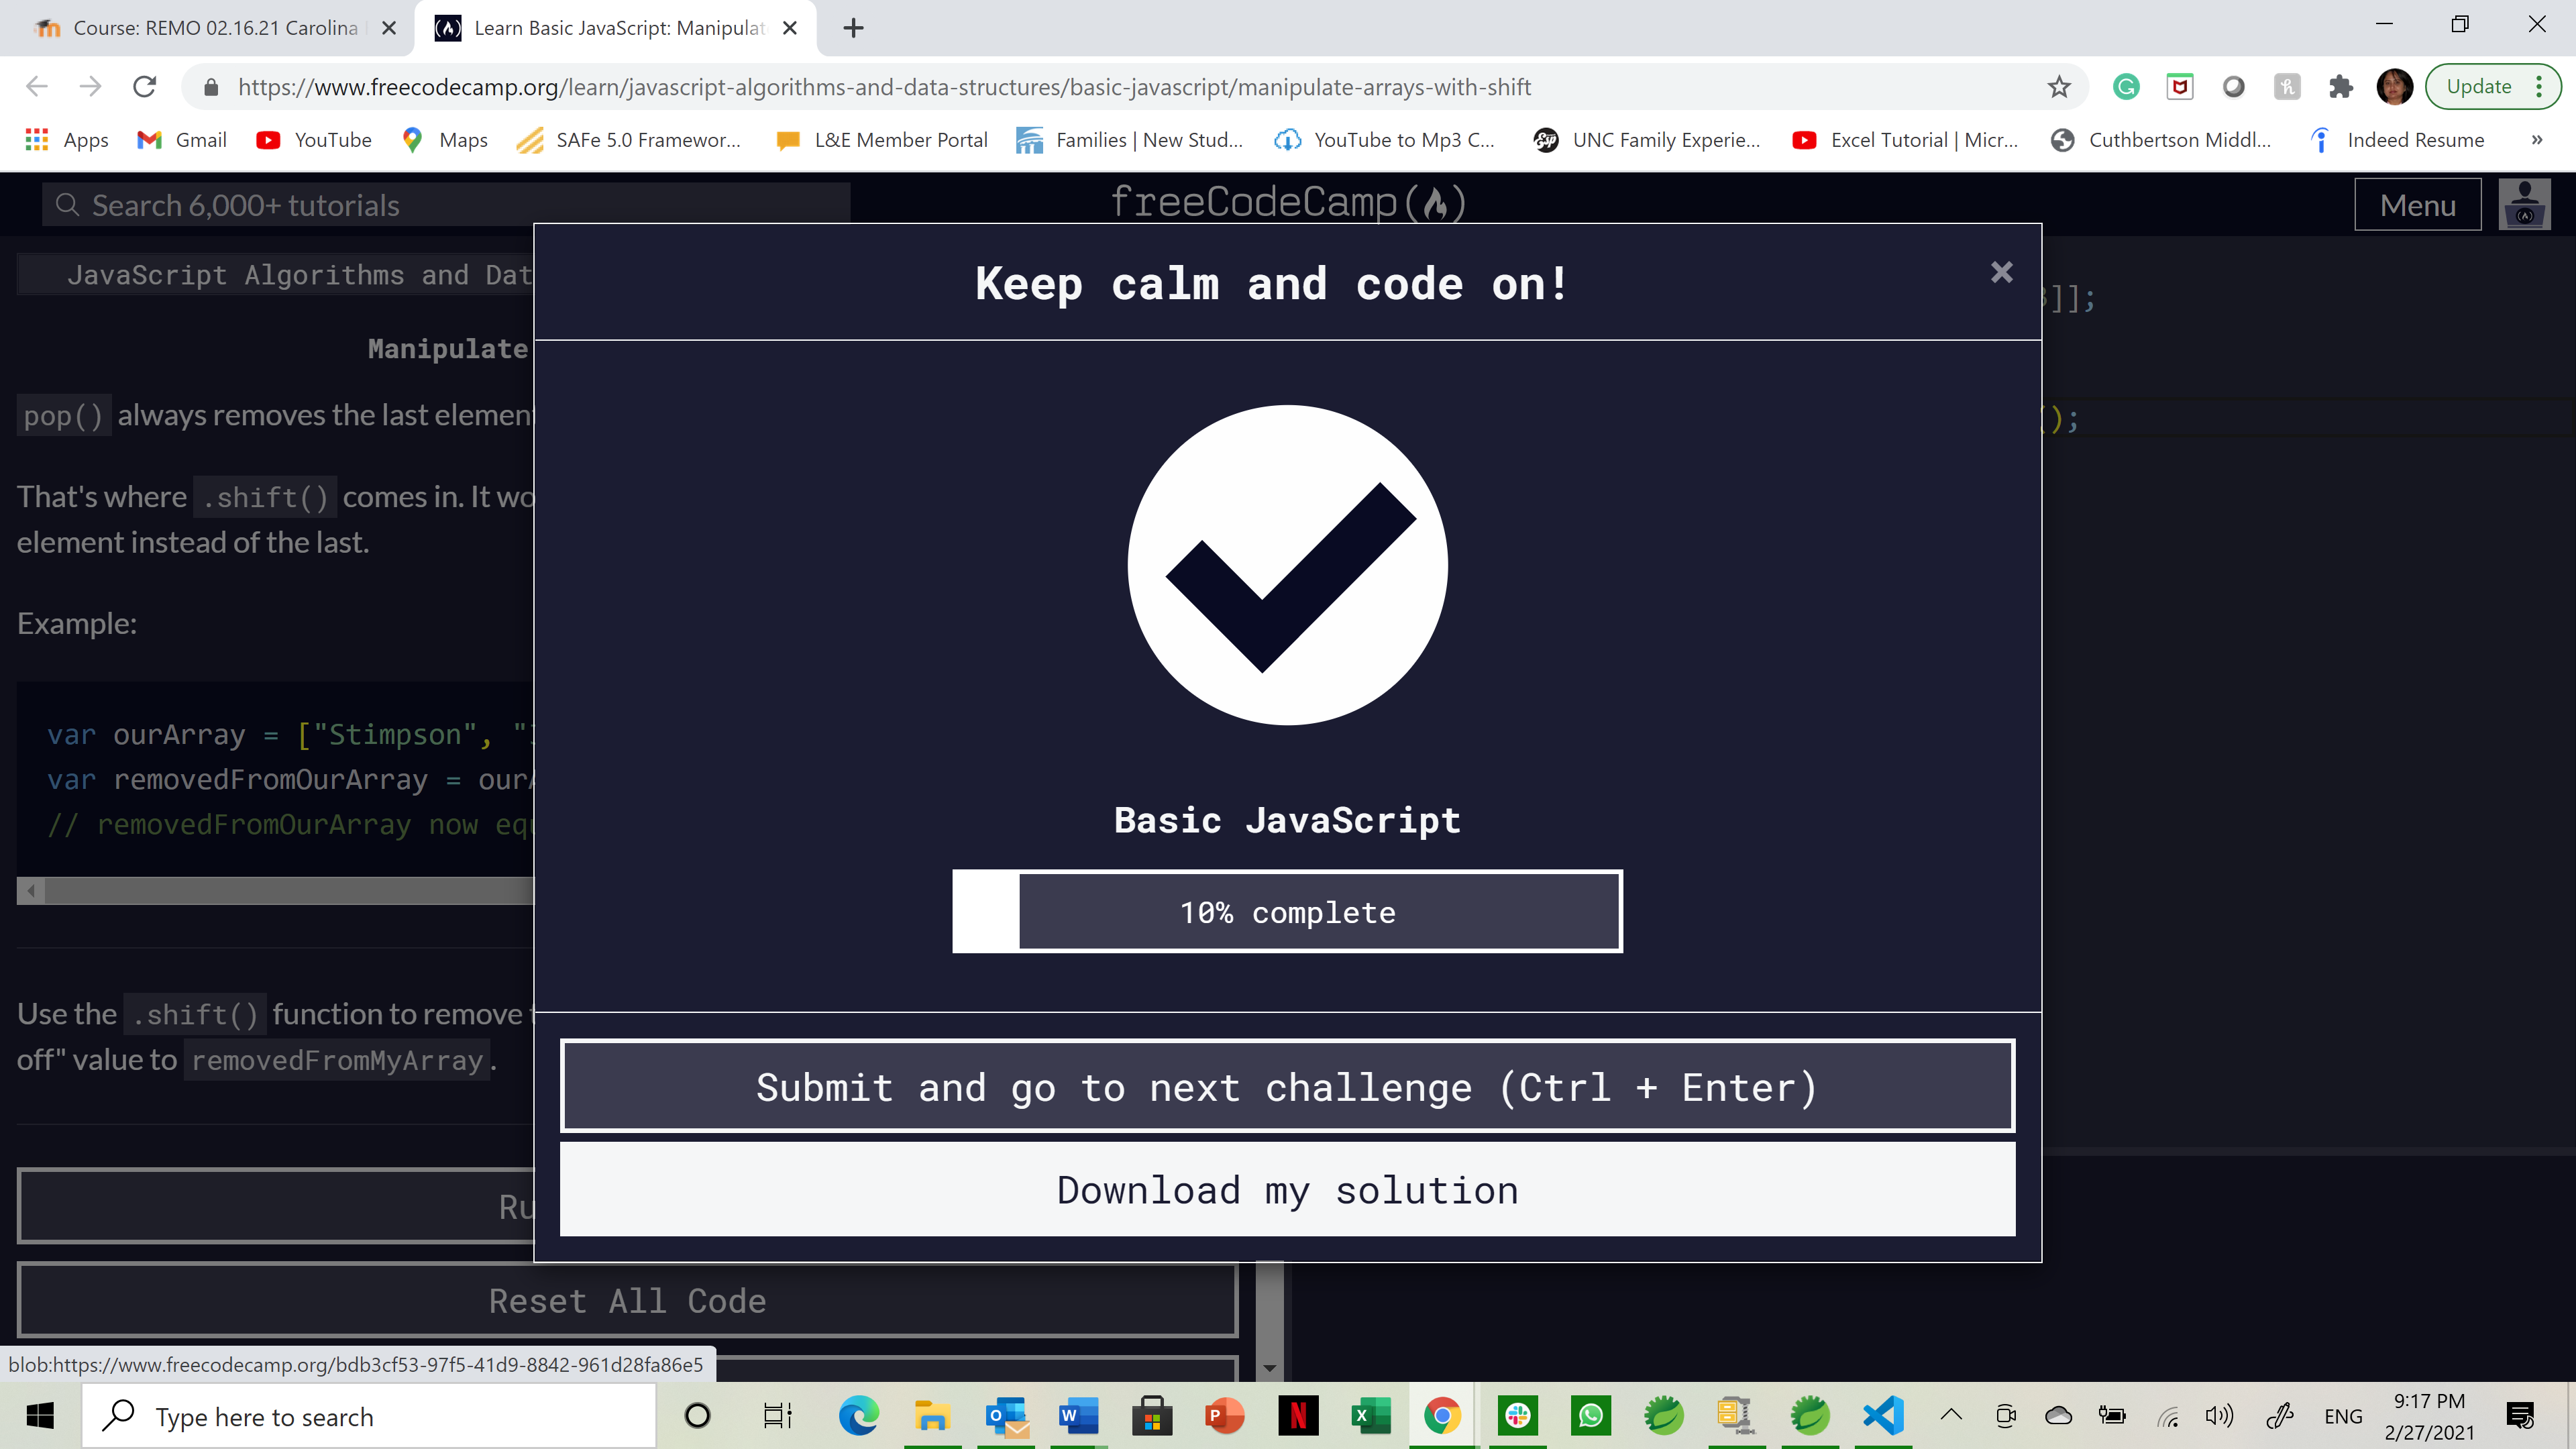 Course: REMO 02.16.21 Carolina
Learn Basic JavaScript: Manipulat
https://www.freecodecamp.org/learn/javascript-algorithms-and-data-structures/basic-javascript/manipulate-arrays-with-shift
Update
Apps
Gmail
YouTube
Maps
SAFe 5.0 Framewor...
L&E Member Portal
Families | New Stud...
YouTube to Mp3 C...
UNC Family Experie...
Excel Tutorial | Micr...
Cuthbertson Middl...
Indeed Resume
»
Search 6,000+ tutorials
freeCodeCamp
Menu
JavaScript Algorithms and Dat
Manipulate
pop() always removes the last element
That's where .shift() comes in. It wo
element instead of the last.
Example:
var ourArray = ["Stimpson", "
var removedFromOurArray = our
// removedFromOurArray now equ
Use the .shift() function to remove
off" value to removedFromMyArray.
Ru
Reset All Code
]];
();
Keep calm and code on!
Basic JavaScript
10% complete
Submit and go to next challenge (Ctrl + Enter)
Download my solution
blob:https://www.freecodecamp.org/bdb3cf53-97f5-41d9-8842-961d28fa86e5
Type here to search
ENG
9:17 PM
2/27/2021